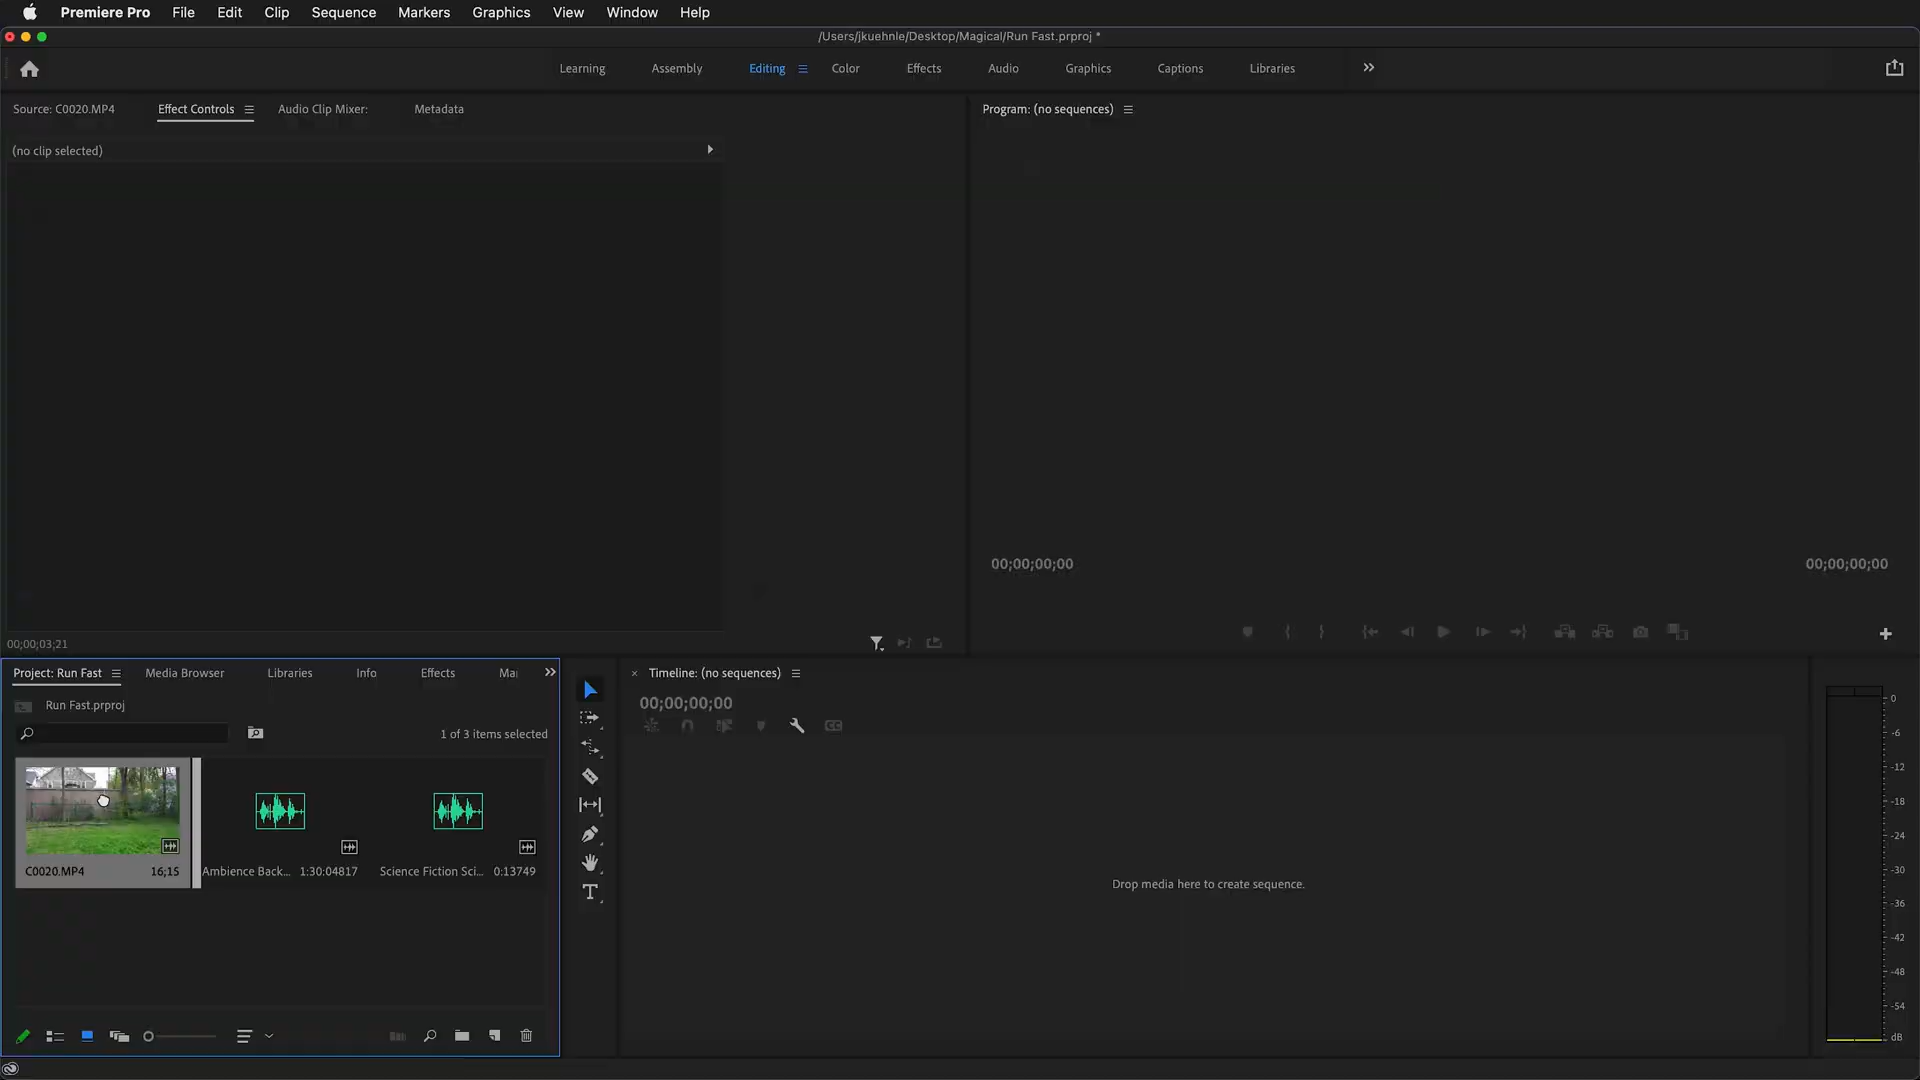 Premiere Pro File Edit Clip Sequence Markers Graphics View Window Help
/Users/jkuehnle/Desktop/Magical/Run Fast.prproj *
Learning Assembly Editing Color Effects Audio Graphics Captions Libraries
Source: C0020.MP4 Effect Controls Audio Clip Mixer: Metadata
Program: (no sequences)
(no clip selected)
00;00;00;00 00;00;00;00
00;00;03;21
Project: Run Fast Media Browser Libraries Info Effects Ma
Timeline: (no sequences)
Run Fast.prproj
00;00;00;00
1 of 3 items selected
C0020.MP4 16;15
Ambience Back... 1:30:04817
Science Fiction Sci... 0:13749
Drop media here to create sequence.
0
-6
-12
-18
-24
-30
-36
-42
-48
-54
dB